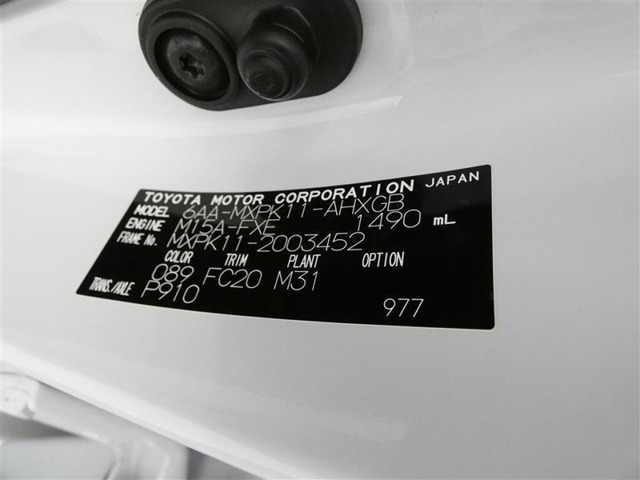 TOYOTA MOTOR CORPORATION JAPAN
MODEL 6AA-MXPK11-AHXGB
ENGINE M15A-FXE 1490 mL
FRAME No. MXPK11-2003452
COLOR TRIM PLANT OPTION
089 FC20 M31
TRANS./AXLE P910 977